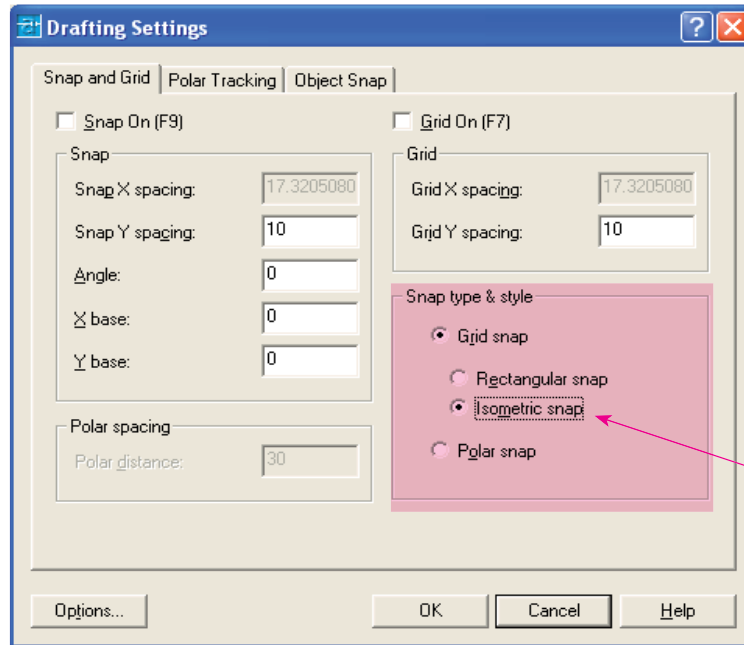 Drafting Settings
Snap and Grid Polar Tracking Object Snap
Snap On (F9)
Snap
Snap X spacing: 17.3205080
Snap Y spacing: 10
Angle: 0
X base: 0
Y base: 0
Polar spacing
Polar distance: 30
Grid On (F7)
Grid
Grid X spacing: 17.3205080
Grid Y spacing: 10
Snap type & style
Grid snap
Rectangular snap
Isometric snap
Polar snap
Options... OK Cancel Help